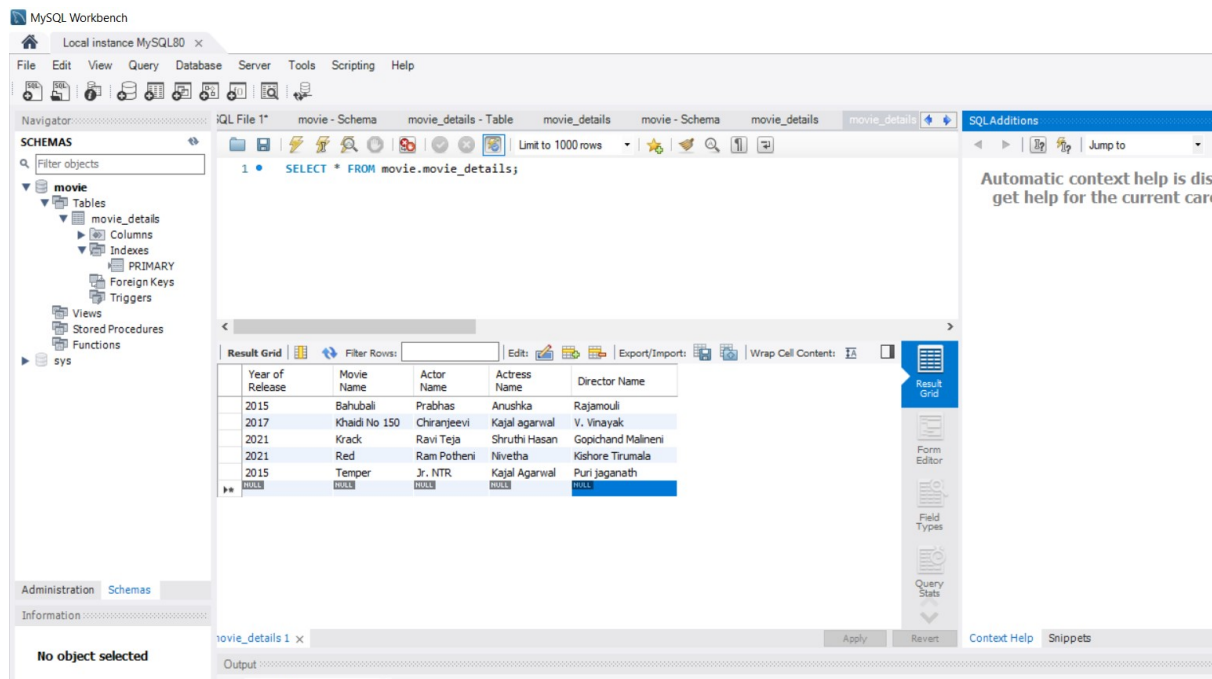 MySQL Workbench
Local instance MySQL80 ×
File Edit View Query Database Server Tools Scripting Help
Navigator
SCHEMAS
Filter objects
movie
Tables
movie_details
Columns
Indexes
PRIMARY
Foreign Keys
Triggers
Views
Stored Procedures
Functions
sys
Administration Schemas
Information
No object selected
SQL File 1* movie - Schema movie_details - Table movie_details movie - Schema movie_details movie_details
Limit to 1000 rows
1 SELECT * FROM movie.movie_details;
Result Grid Filter Rows: Edit: Export/Import: Wrap Cell Content:
Year of Release Movie Name Actor Name Actress Name Director Name
2015 Bahubali Prabhas Anushka Rajamouli
2017 Khaidi No 150 Chiranjeevi Kajal agarwal V. Vinayak
2021 Krack Ravi Teja Shruthi Hasan Gopichand Malineni
2021 Red Ram Potheni Nivetha Kishore Tirumala
2015 Temper Jr. NTR Kajal Agarwal Puri jaganath
NULL NULL NULL NULL NULL
Result Grid
Form Editor
Field Types
Query Stats
movie_details 1 × Apply Revert
Output
SQLAdditions
Jump to
Automatic context help is dis
get help for the current car
Context Help Snippets